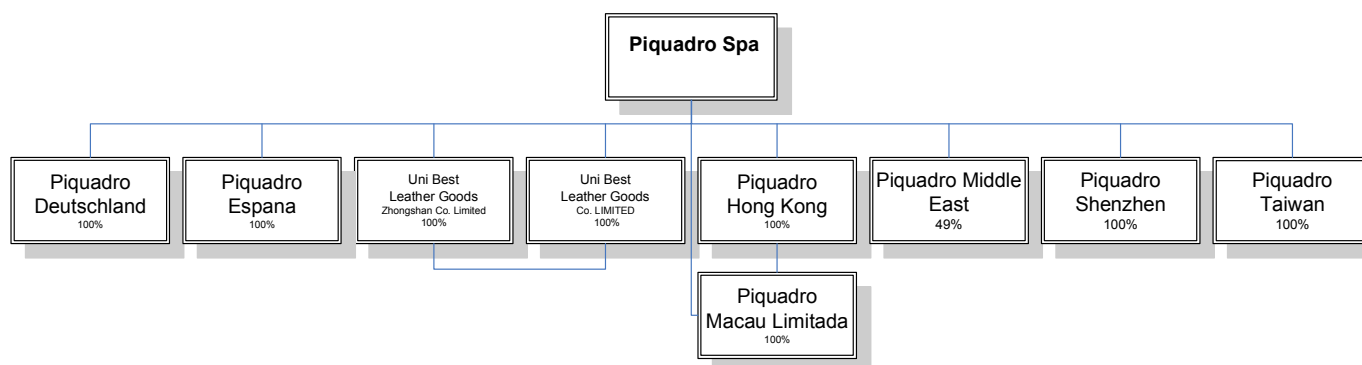 Piquadro Spa
Piquadro
Deutschland
100%
Piquadro
Espana
100%
Uni Best
Leather Goods
Zhongshan Co. Limited
100%
Uni Best
Leather Goods
Co. LIMITED
100%
Piquadro
Hong Kong
100%
Piquadro Middle
East
49%
Piquadro
Shenzhen
100%
Piquadro
Taiwan
100%
Piquadro
Macau Limitada
100%